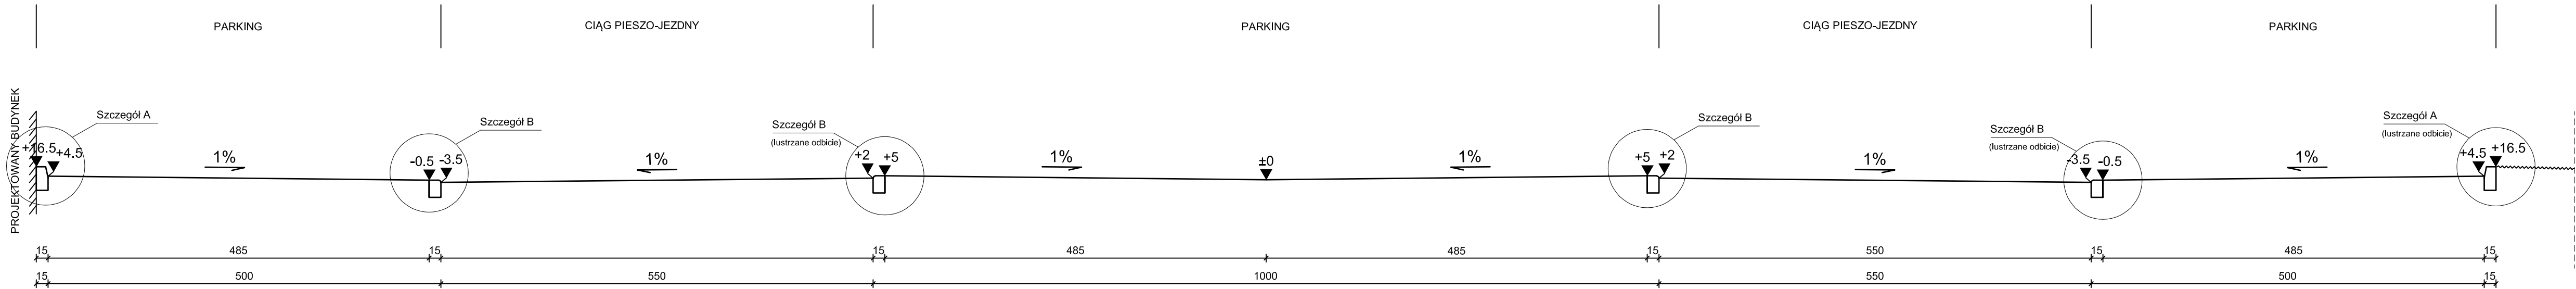 PARKING
CIĄG PIESZO-JEZDNY
PARKING
CIĄG PIESZO-JEZDNY
PARKING
PROJEKTOWANY BUDYNEK
Szczegół A
Szczegół B
Szczegół B
(lustrzane odbicie)
Szczegół B
Szczegół B
(lustrzane odbicie)
Szczegół A
(lustrzane odbicie)
+16.5 +4.5 1% -0.5 -3.5 1% +2 +5 1% ±0 1% +5 +2 1% -3.5 -0.5 1% +4.5 +16.5
15 485 15 15 485 485 15 550 15 485 15
15 500 550 1000 550 500 15